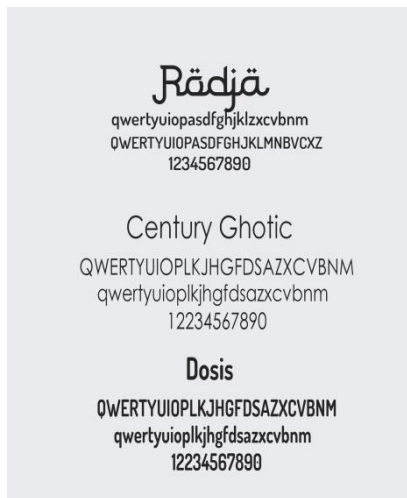 Rädjä
qwertyuiopasdfghjklzxcvbnm
QWERTYUIOPASDFGHJKLMNBVCXZ
1234567890
Century Ghotic
QWERTYUIOPLKJHGFDSAZXCVBNM
qwertyuioplkjhgfdsazxcvbnm
12234567890
Dosis
QWERTYUIOPLKJHGFDSAZXCVBNM
qwertyuioplkjhgfdsazxcvbnm
12234567890